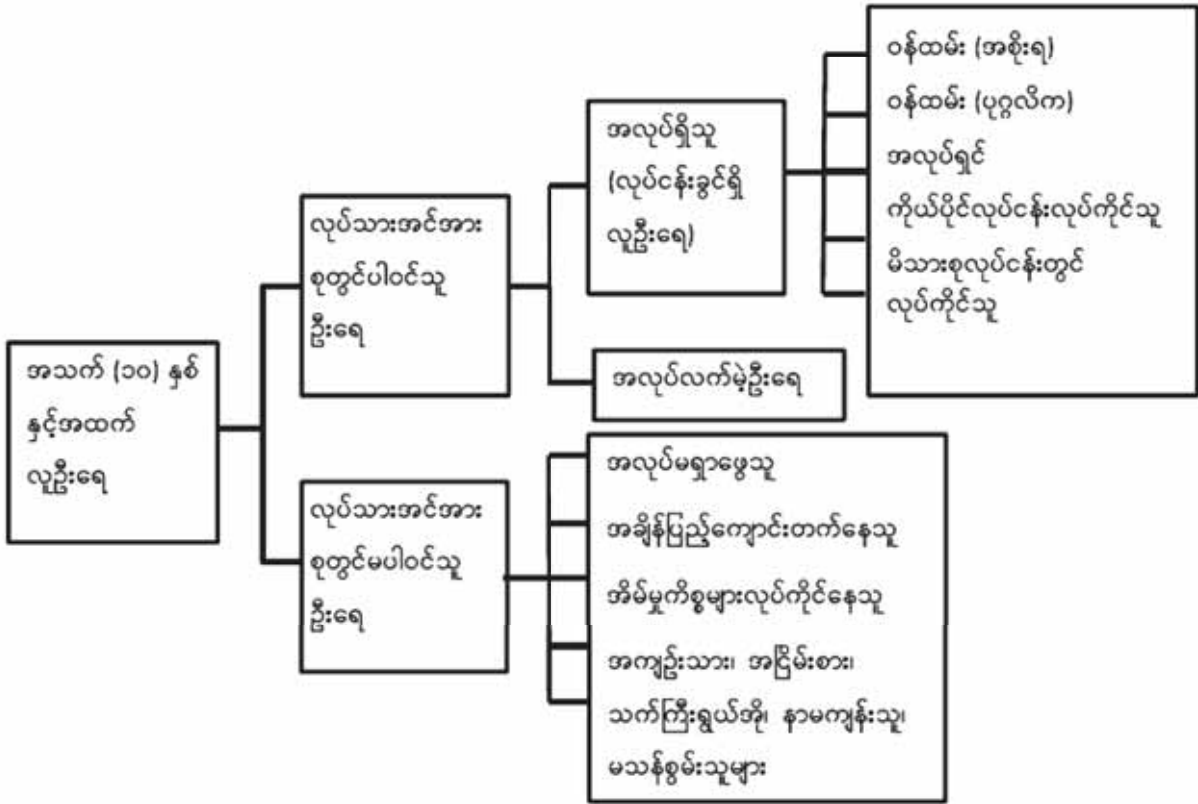 အသက် (၁၀) နှစ်
နှင့်အထက်
လူဦးရေ
လုပ်သားအင်အား
စုတွင်ပါဝင်သူ
ဦးရေ
အလုပ်ရှိသူ
(လုပ်ငန်းခွင်ရှိ
လူဦးရေ)
ဝန်ထမ်း (အစိုးရ)
ဝန်ထမ်း (ပုဂ္ဂလိက)
အလုပ်ရှင်
ကိုယ်ပိုင်လုပ်ငန်းလုပ်ကိုင်သူ
မိသားစုလုပ်ငန်းတွင်
လုပ်ကိုင်သူ
အလုပ်လက်မဲ့ဦးရေ
လုပ်သားအင်အား
စုတွင်မပါဝင်သူ
ဦးရေ
အလုပ်မရှာဖွေသူ
အချိန်ပြည့်ကျောင်းတက်နေသူ
အိမ်မှုကိစ္စများလုပ်ကိုင်နေသူ
အကျဉ်းသား၊ အငြိမ်းစား၊
သက်ကြီးရွယ်အို၊ နာမကျန်းသူ၊
မသန်စွမ်းသူများ